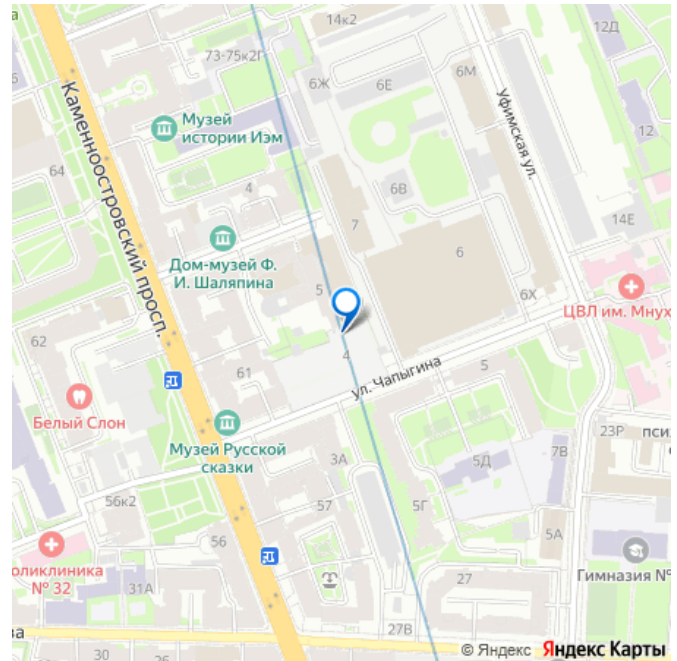 14к2
12Д
73-75к2Г
6Ж
6Е
6М
Каменноостровский просп.
Уфимская ул.
Музей
истории Иэм
12
64
4
6В
14Е
7
Дом-музей Ф.
И. Шаляпина
6
5
6Х
ЦВЛ им. Мнух
62
4
61
ул. Чапыгина
5
Белый Слон
Музей Русской
сказки
23Р
пси
3А
5Д
7В
56к2
57
5Г
56
5А
оликлиника
№ 32
31А
Гимназия №
27
27В
ва
30
26
© Яндекс Яндекс Карты